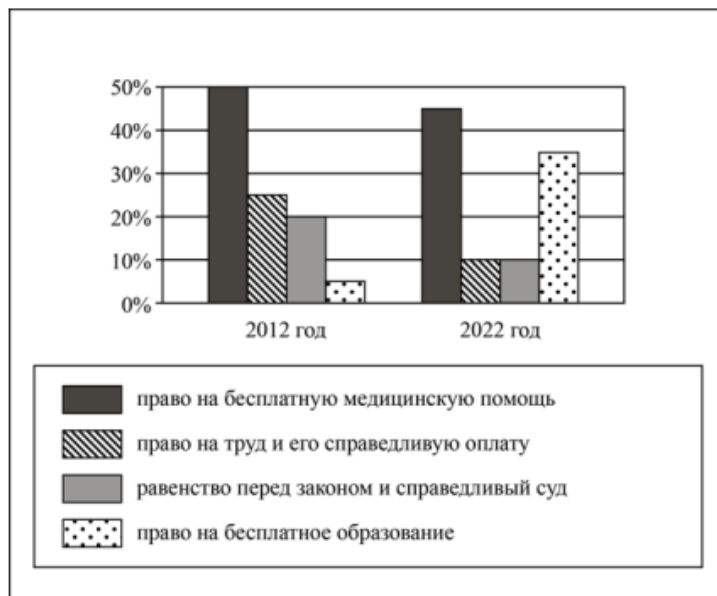 50%
40%
30%
20%
10%
0%
2012 год
2022 год
право на бесплатную медицинскую помощь
право на труд и его справедливую оплату
равенство перед законом и справедливый суд
право на бесплатное образование